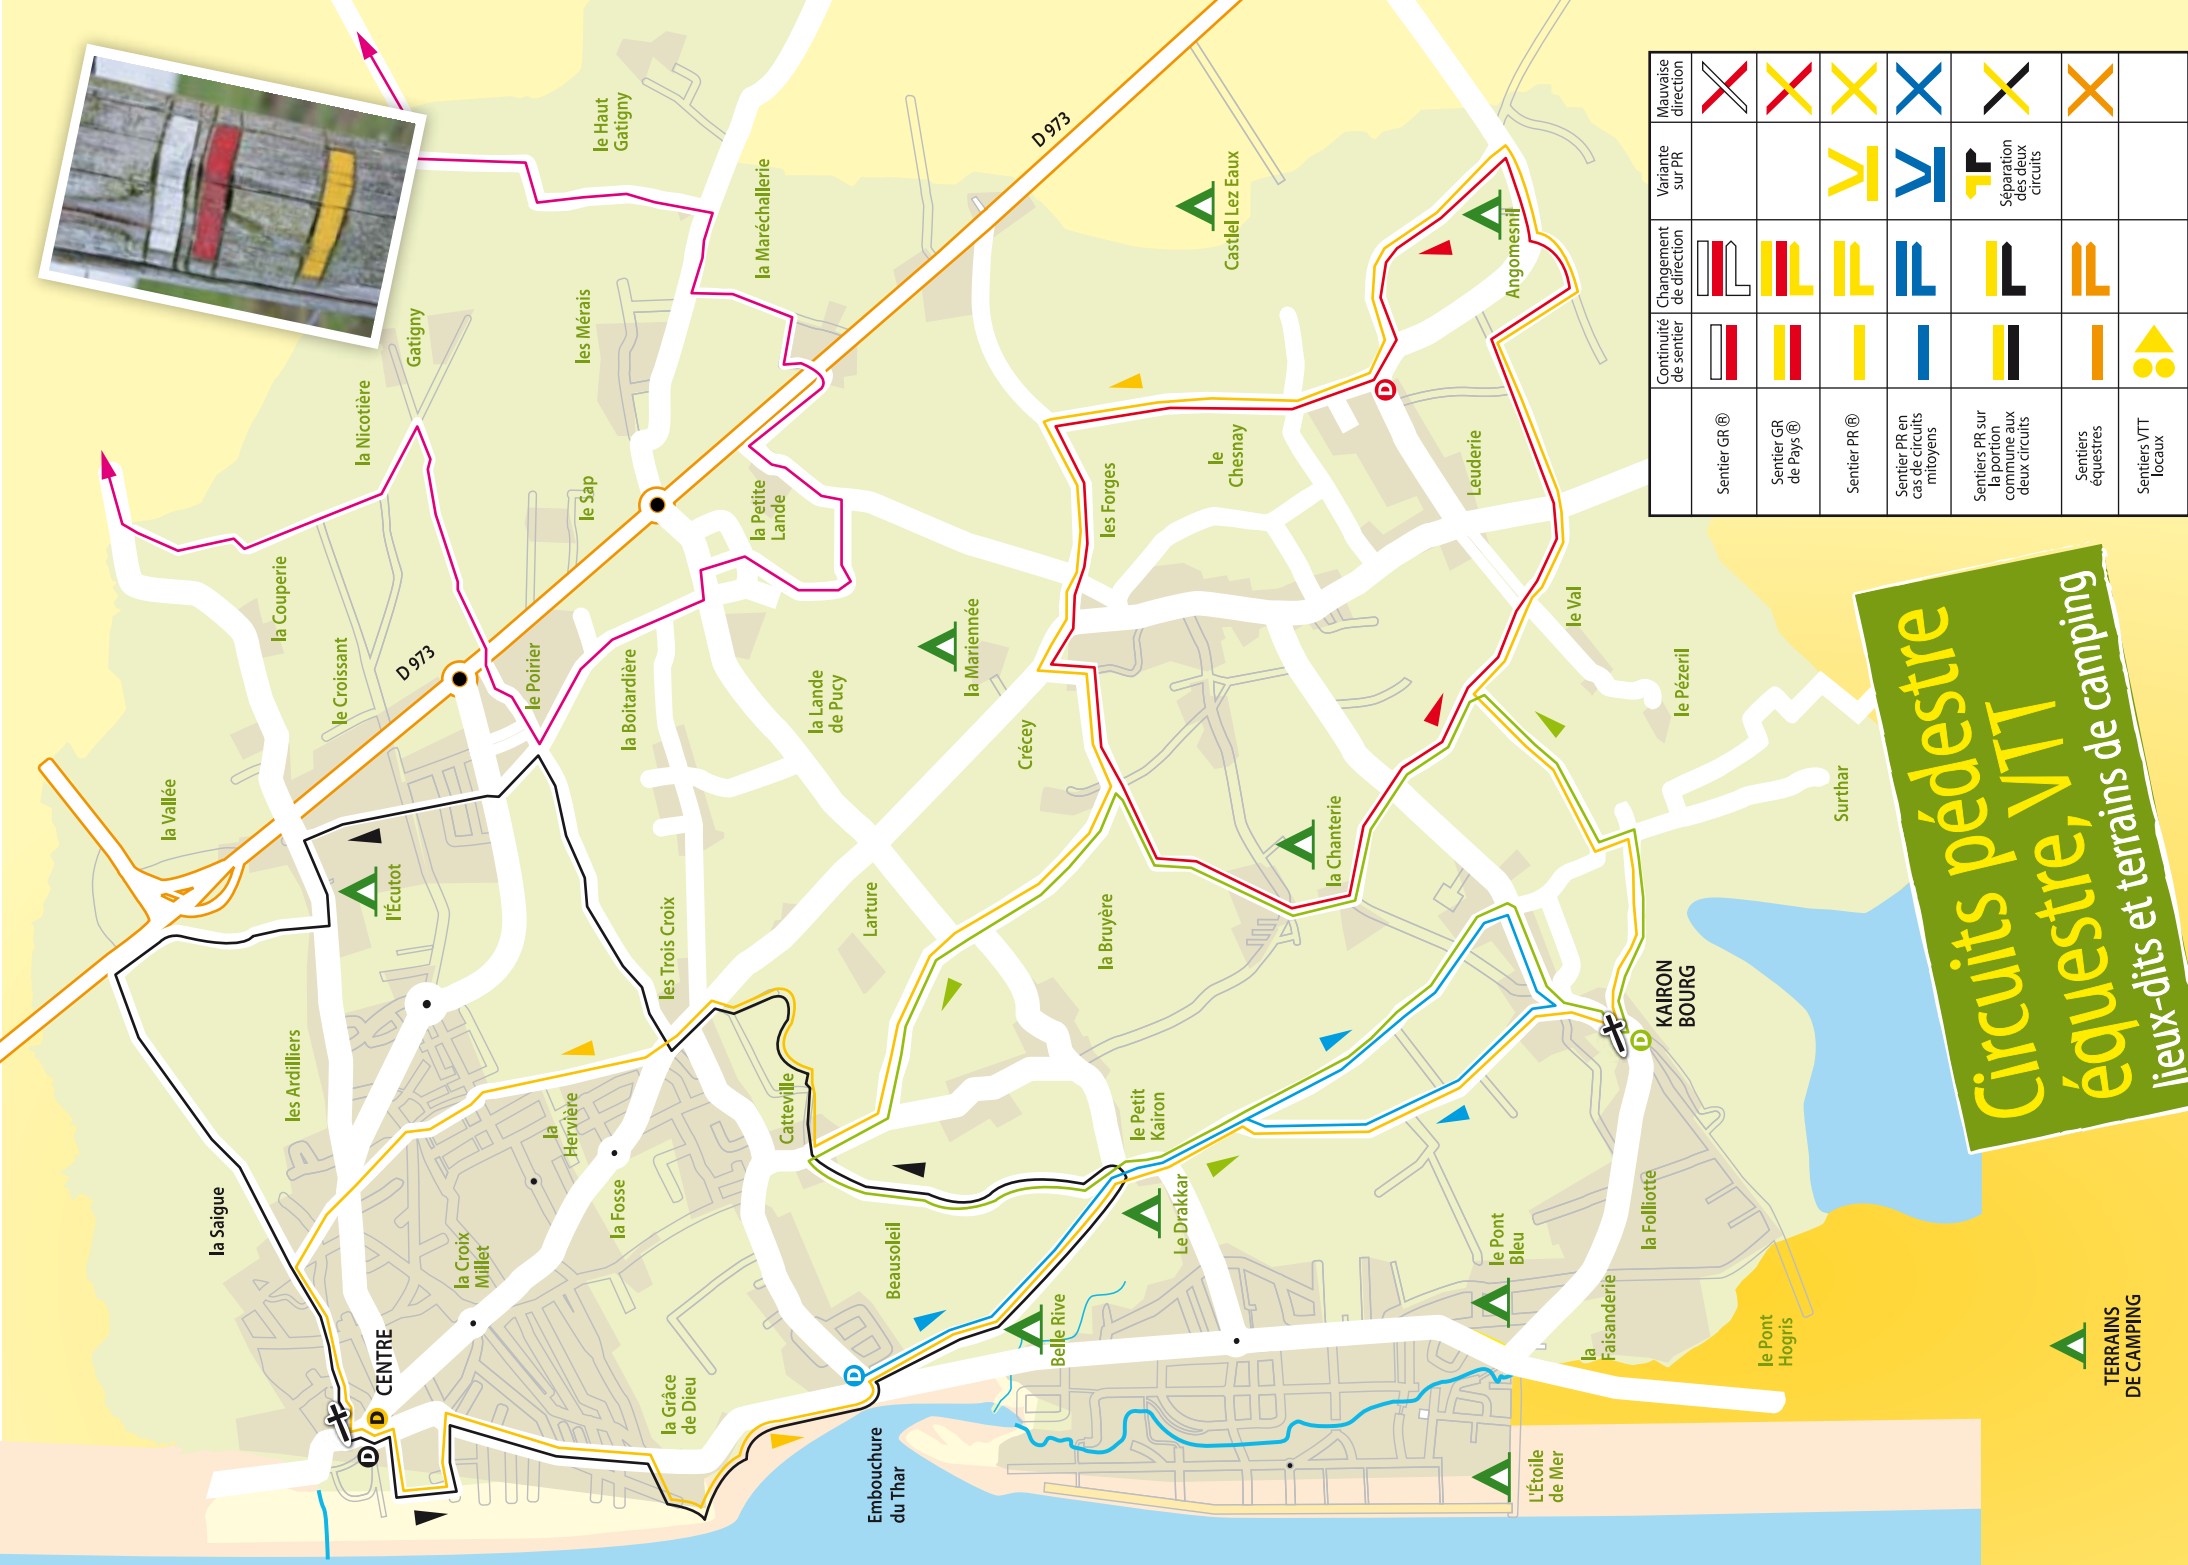 Circuits pédestre
équestre, VTT
lieux-dits et terrains de camping
Continuité
de sentier
Changement
de direction
Variante
sur PR
Mauvaise
direction
Sentier GR ®
Sentier GR
de Pays ®
Sentier PR ®
Sentier PR en
cas de circuits
mitoyens
Sentiers PR sur
la portion
commune aux
deux circuits
Séparation
des deux
circuits
Sentiers
équestres
Sentiers VTT
locaux
TERRAINS
DE CAMPING
la Saigue
les Ardilliers
la Vallée
l'Écutot
la Couperie
le Croissant
D 973
la Nicotière
Gatigny
le Haut
Gatigny
les Mérais
le Sap
le Poirier
la Boitardière
la Maréchallerie
la Petite
Lande
la Lande
de Pucy
D 973
la Mariennée
Crécey
les Forges
le
Chesnay
Castlel Lez Eaux
Angomesnil
Leuderie
le Val
le Pézeril
Surthar
la Chanterie
la Bruyère
Larture
les Trois Croix
Catteville
la
Hervière
la Fosse
la Croix
Millet
CENTRE
D
D
la Grâce
de Dieu
Beausoleil
D
Embouchure
du Thar
Belle Rive
Le Drakkar
le Petit
Kairon
KAIRON
BOURG
D
D
la Folliotte
le Pont
Bleu
la
Faisanderie
le Pont
Hogris
L'Étoile
de Mer